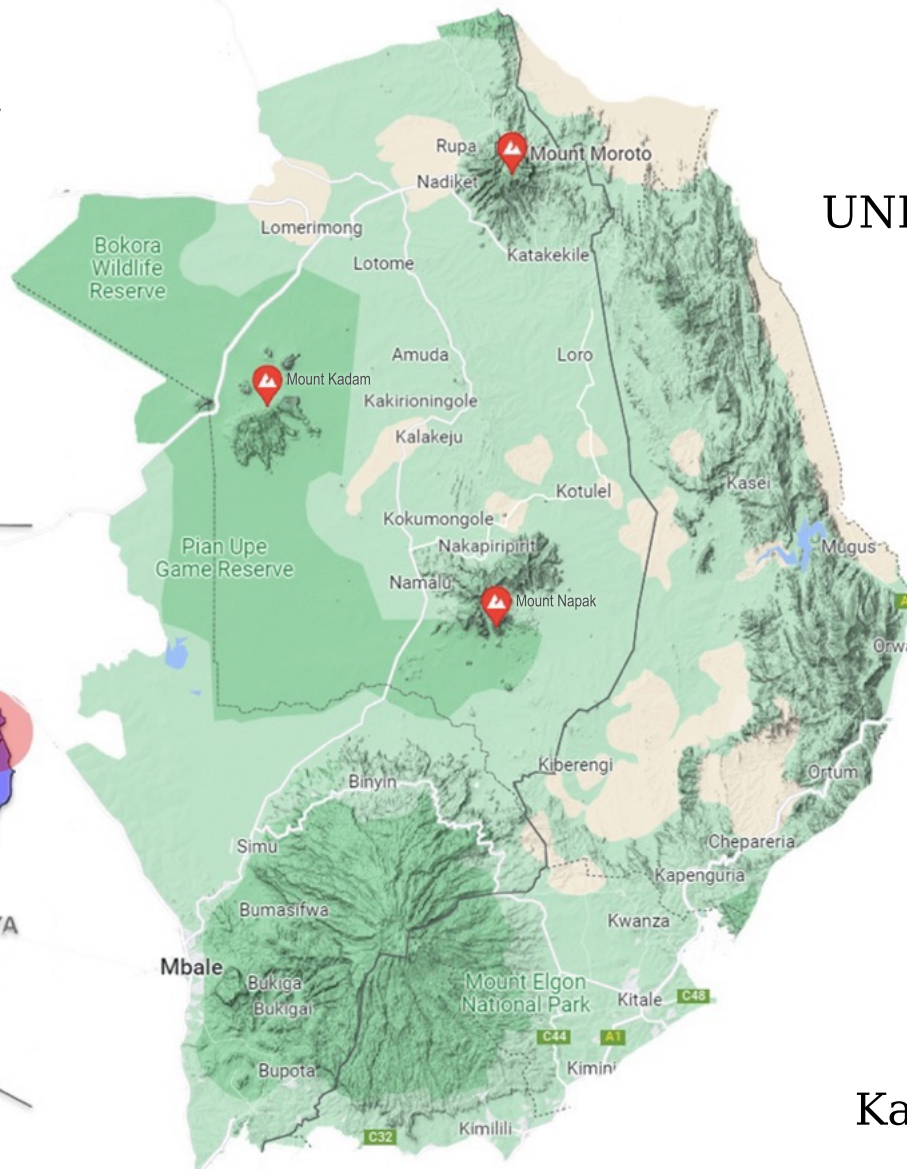 Rupa
Mount Moroto
Nadiket
UNI
Lomerimong
Bokora
Wildlife
Reserve
Katakekile
Lotome
Amuda
Loro
Mount Kadam
Kakirioningole
Kalakeju
Kasei
Kotulel
Kokumongole
Nakapiripirit
Mugus
Pian Upe
Game Reserve
Namalu
Mount Napak
A
Orwa
Kiberengi
Ortum
Binyin
Chepareria
Simu
Kapenguria
Bumasifwa
Kwanza
YA
Mbale
Bukiga
Mount Elgon
National Park
Bukigai
Kitale
C48
C44
A1
Bupota
Kimini
Ka
Kimilili
C32